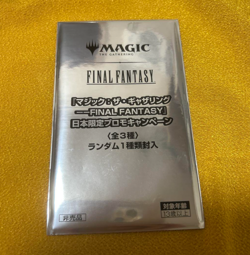 MAGIC
THE GATHERING
FINAL FANTASY
『マジック:ザ・ギャザリング
——FINAL FANTASY』
日本限定プロモキャンペーン
〈全3種〉
ランダム1種類封入
非売品
対象年齢
13歳以上